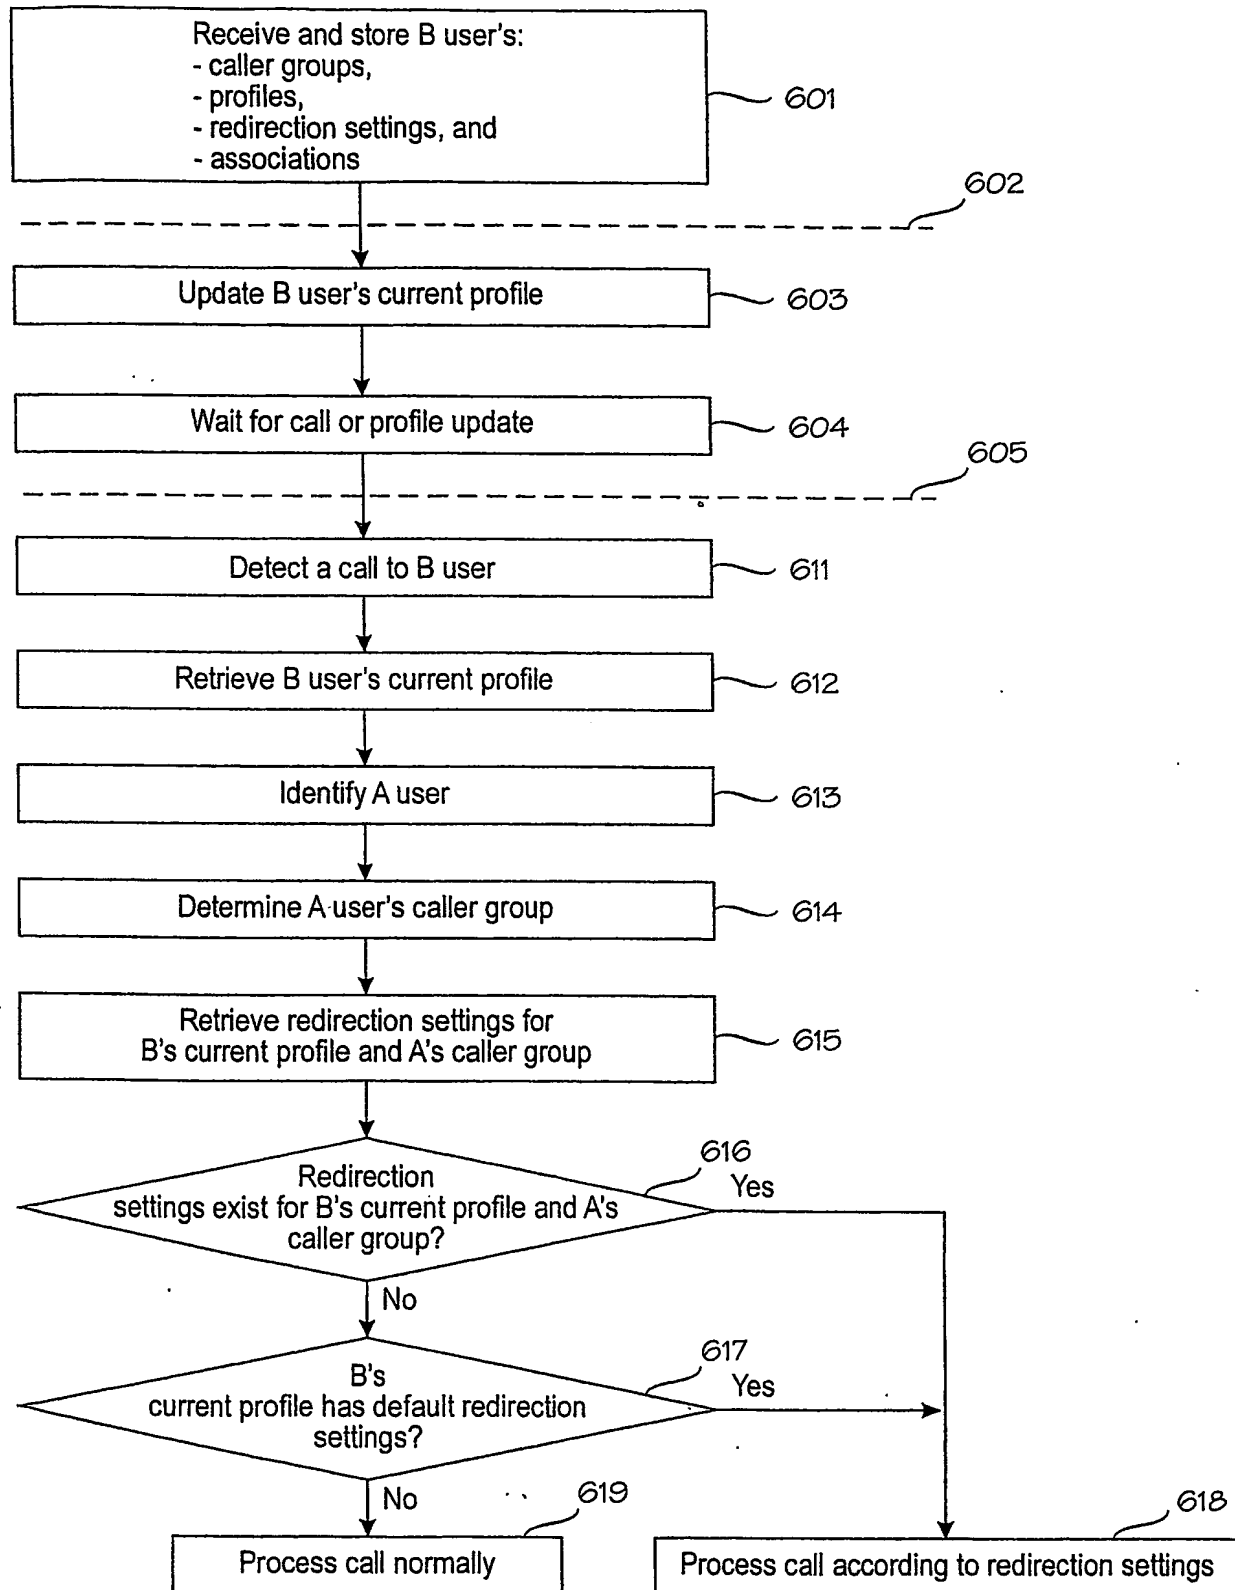 Receive and store B user's:
- caller groups,
- profiles,
- redirection settings, and
- associations
601
602
Update B user's current profile
603
Wait for call or profile update
604
605
Detect a call to B user
611
Retrieve B user's current profile
612
Identify A user
613
Determine A user's caller group
614
Retrieve redirection settings for
B's current profile and A's caller group
615
616
Redirection
settings exist for B's current profile and A's
caller group?
Yes
No
617
B's
current profile has default redirection
settings?
Yes
No
619
618
Process call normally
Process call according to redirection settings